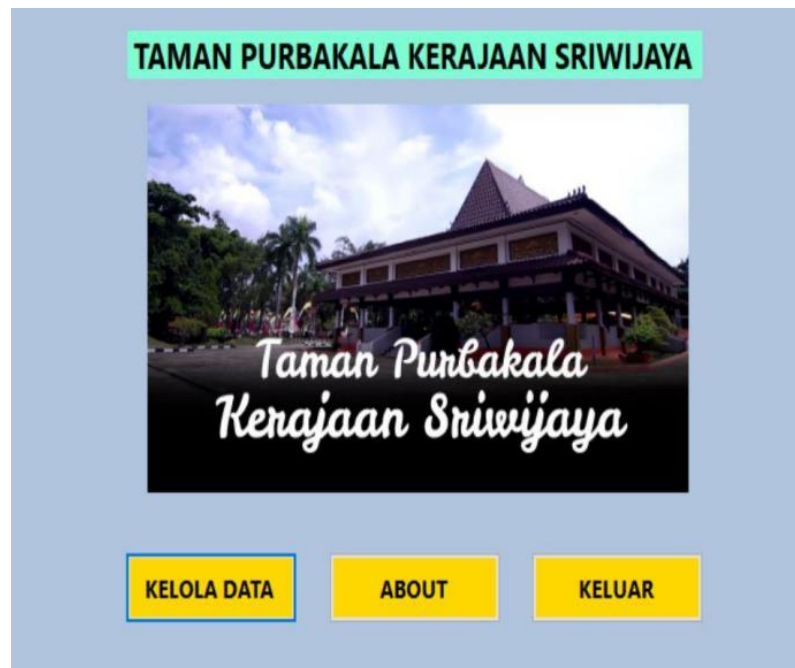 TAMAN PURBAKALA KERAJAAN SRIWIJAYA
Taman Purbakala
Kerajaan Sriwijaya
KELOLA DATA
ABOUT
KELUAR